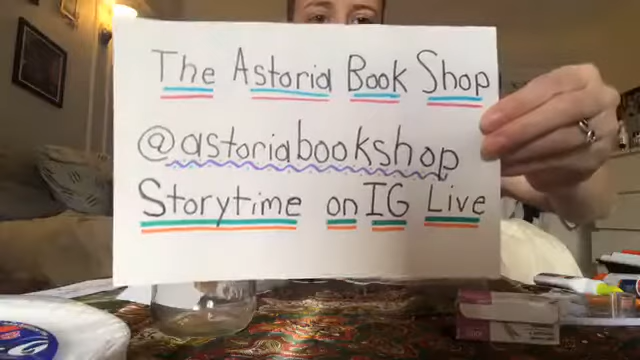 The Astoria Book Shop
@astoriabookshop
Storytime on IG Live